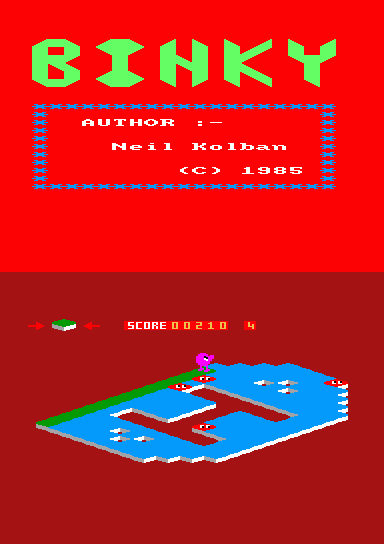 BINKY
AUTHOR :-
Neil Kolban
(C) 1985
SCORE 00210 4